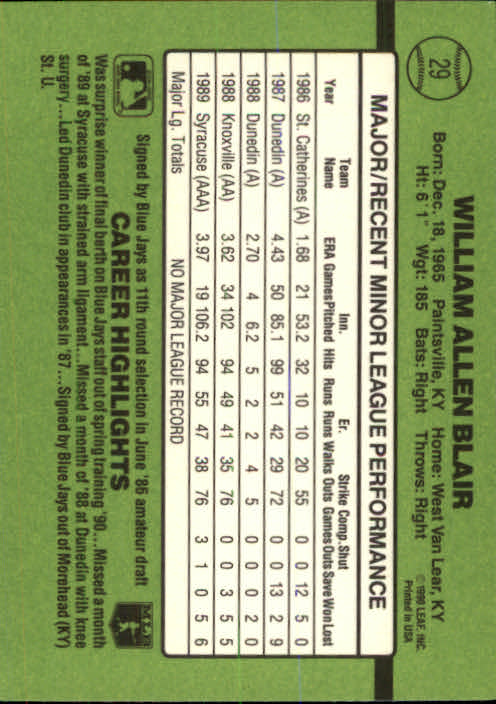 29
WILLIAM ALLEN BLAIR
Born: Dec. 18, 1965 Paintsville, KY Home: West Van Lear, KY
Ht: 6'1" Wgt: 185 Bats: Right Throws: Right
© 1990 LEAF, INC.
Printed in USA
MAJOR/RECENT MINOR LEAGUE PERFORMANCE
Team Inn. Er. Strike Comp. Shut
Year Name ERA Games Pitched Hits Runs Runs Walks Outs Games Outs Save Won Lost
1986 St. Catherines (A) 1.68 21 53.2 32 10 10 20 55 0 0 12 5 0
1987 Dunedin (A) 4.43 50 85.1 99 51 42 29 72 0 0 13 2 9
1988 Dunedin (A) 2.70 4 6.2 5 2 2 4 5 0 0 0 2 0
1988 Knoxville (AA) 3.62 34 102 94 49 41 35 76 0 0 3 5 5
1989 Syracuse (AAA) 3.97 19 106.2 94 55 47 38 76 3 1 0 5 6
Major Lg. Totals NO MAJOR LEAGUE RECORD
Signed by Blue Jays as 11th round selection in June '86 amateur draft
CAREER HIGHLIGHTS
Was surprise winner of final berth on Blue Jays staff out of spring training '90...Missed a month
of '89 at Syracuse with strained arm ligament...Missed a month of '88 at Dunedin with knee
surgery...Led Dunedin club in appearances in '87...Signed by Blue Jays out of Morehead (KY)
St. U.